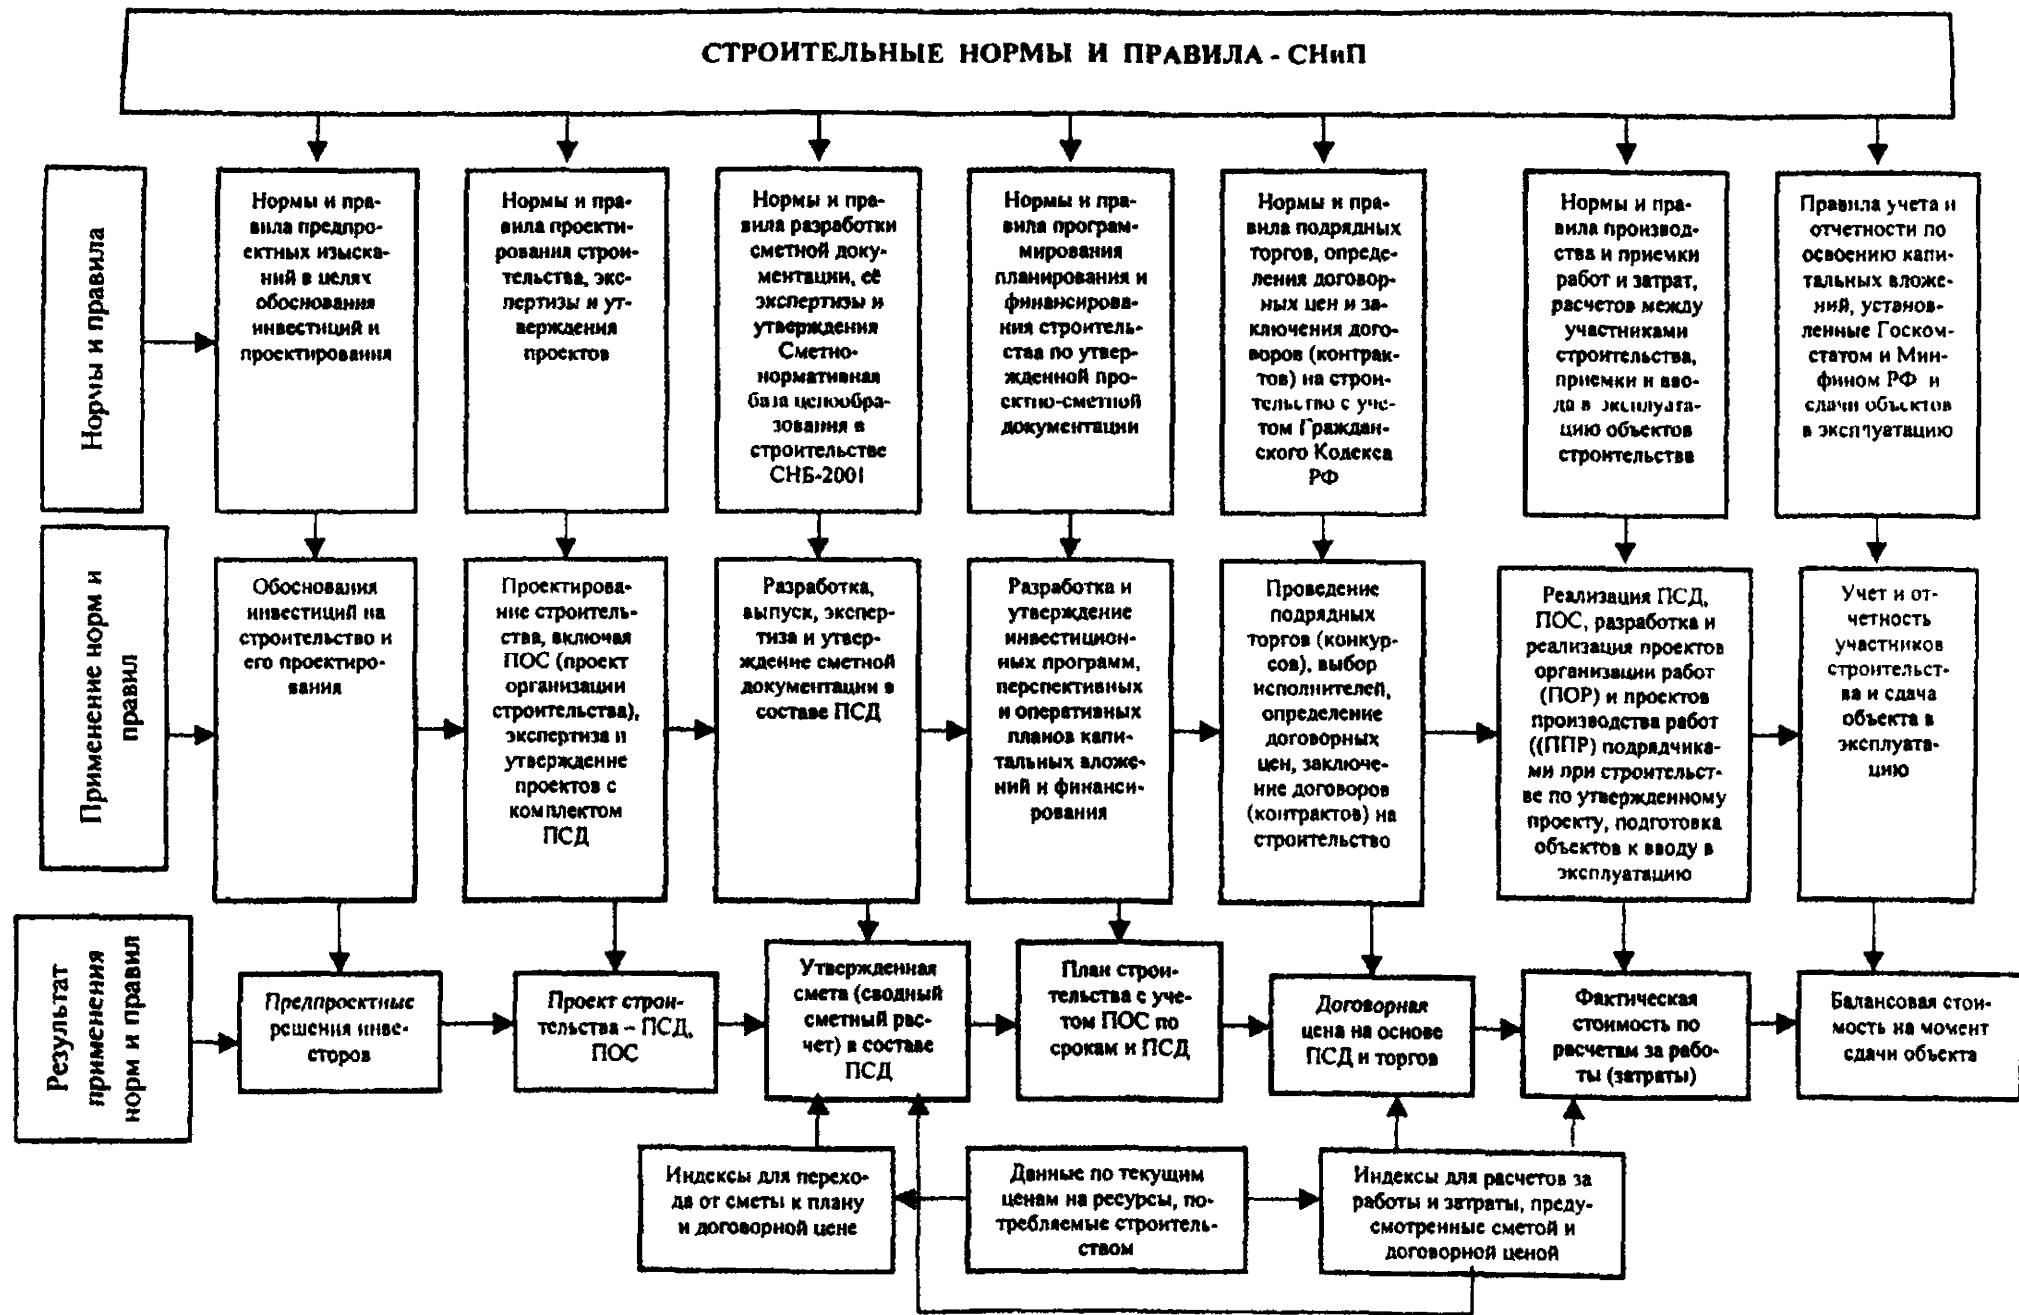 СТРОИТЕЛЬНЫЕ НОРМЫ И ПРАВИЛА - СНиП
Нормы и правила
Нормы и пра-
вила предпро-
ектных изыска-
ний в целях
обоснования
инвестиций и
проектирования
Нормы и пра-
вила проекти-
рования строи-
тельства, экс-
пертизы и ут-
верждения
проектов
Нормы и пра-
вила разработки
сметной доку-
ментации, её
экспертизы и
утверждения
Сметно-
нормативная
база ценообра-
зования в
строительстве
СНБ-2001
Нормы и пра-
вила програм-
мирования
планирования и
финансирова-
ния строитель-
ства по утвер-
жденной про-
ектно-сметной
документации
Нормы и пра-
вила подрядных
торгов, опреде-
ления договор-
ных цен и за-
ключения дого-
воров (контрак-
тов) на строи-
тельство с уче-
том Граждан-
ского Кодекса
РФ
Нормы и пра-
вила производ-
ства и приемки
работ и затрат,
расчетов между
участниками
строительства,
приемки и вво-
да в эксплуата-
цию объектов
строительства
Правила учета и
отчетности по
освоению капи-
тальных вложе-
ний, установ-
ленные Госком-
статом и Мин-
фином РФ и
сдачи объектов
в эксплуатацию
Применение норм и
правил
Обоснования
инвестиций на
строительство и
его проектиро-
вания
Проектирова-
ние строитель-
ства, включая
ПОС (проект
организации
строительства),
экспертиза и
утверждение
проектов с
комплектом
ПСД
Разработка,
выпуск, экспер-
тиза и утвер-
ждение сметной
документации в
составе ПСД
Разработка и
утверждение
инвестицион-
ных программ,
перспективных
и оперативных
планов капи-
тальных вложе-
ний и финанси-
рования
Проведение
подрядных
торгов (конкур-
сов), выбор
исполнителей,
определение
договорных
цен, заключе-
ние договоров
(контрактов) на
строительство
Реализация ПСД,
ПОС, разработка и
реализация проектов
организации работ
(ПОР) и проектов
производства работ
((ППР) подрядчика-
ми при строительст-
ве по утвержденному
проекту, подготовка
объектов к вводу в
эксплуатацию
Учет и от-
четность
участников
строительст-
ва и сдача
объекта в
эксплуата-
цию
Результат
применения
норм и правил
Предпроектные
решения инве-
сторов
Проект строи-
тельства – ПСД,
ПОС
Утвержденная
смета (сводный
сметный рас-
чет) в составе
ПСД
План строи-
тельства с уче-
том ПОС по
срокам и ПСД
Договорная
цена на основе
ПСД и торгов
Фактическая
стоимость по
расчетам за рабо-
ты (затраты)
Балансовая стои-
мость на момент
сдачи объекта
Индексы для перехо-
да от сметы к плану
и договорной цене
Данные по текущим
ценам на ресурсы, по-
требляемые строитель-
ством
Индексы для расчетов за
работы и затраты, преду-
смотренные сметой и
договорной ценой